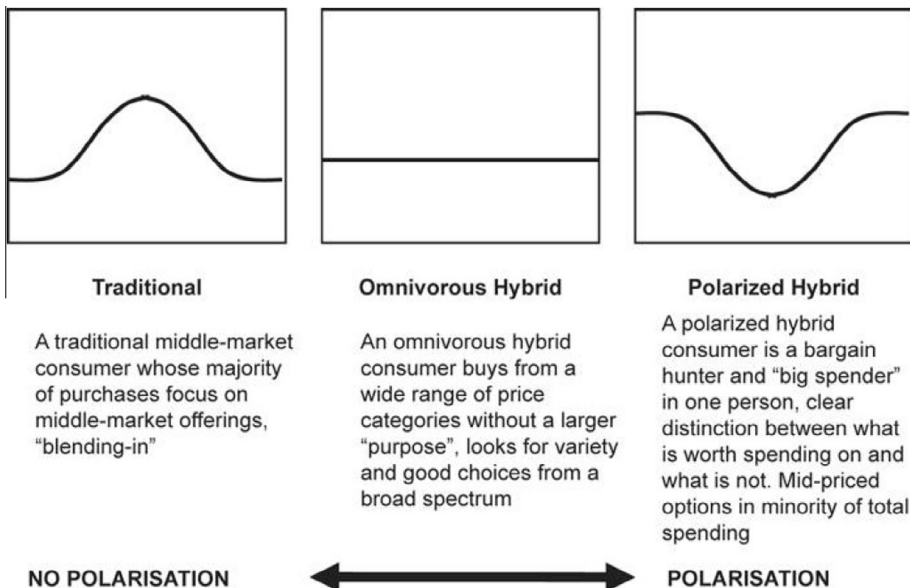 Traditional
A traditional middle-market
consumer whose majority
of purchases focus on
middle-market offerings,
“blending-in”
Omnivorous Hybrid
An omnivorous hybrid
consumer buys from a
wide range of price
categories without a larger
“purpose”, looks for variety
and good choices from a
broad spectrum
Polarized Hybrid
A polarized hybrid
consumer is a bargain
hunter and “big spender”
in one person, clear
distinction between what
is worth spending on and
what is not. Mid-priced
options in minority of total
spending
NO POLARISATION
POLARISATION